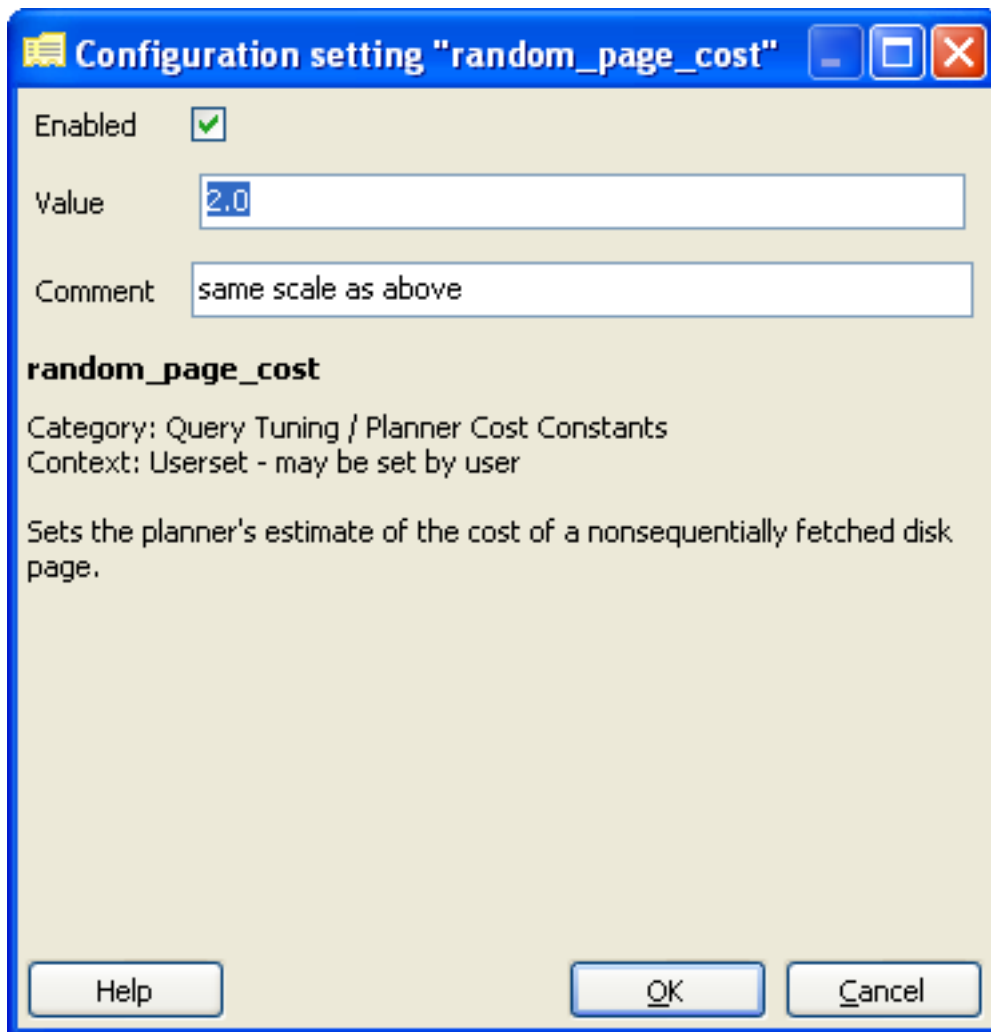 Configuration setting "random_page_cost"
Enabled
Value 2.0
Comment same scale as above
random_page_cost
Category: Query Tuning / Planner Cost Constants
Context: Userset - may be set by user
Sets the planner's estimate of the cost of a nonsequentially fetched disk
page.
Help OK Cancel